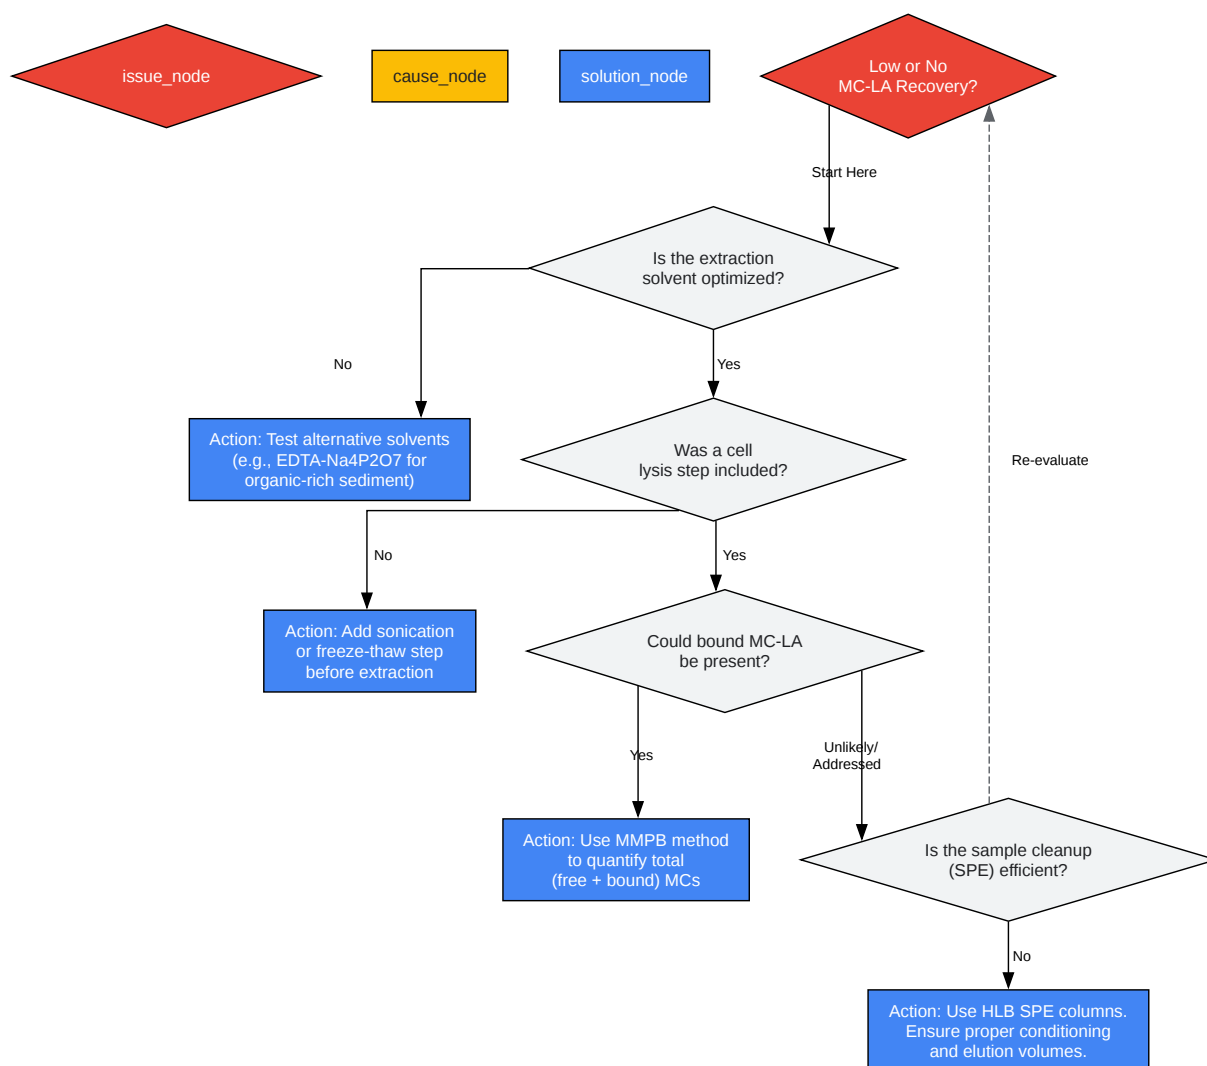 issue_node
cause_node
solution_node
Low or No
MC-LA Recovery?
Start Here
Is the extraction
solvent optimized?
No
Yes
Action: Test alternative solvents
(e.g., EDTA-Na4P2O7 for
organic-rich sediment)
Was a cell
lysis step included?
Re-evaluate
No
Yes
Action: Add sonication
or freeze-thaw step
before extraction
Could bound MC-LA
be present?
Yes
Unlikely/
Addressed
Action: Use MMPB method
to quantify total
(free + bound) MCs
Is the sample cleanup
(SPE) efficient?
No
Action: Use HLB SPE columns.
Ensure proper conditioning
and elution volumes.